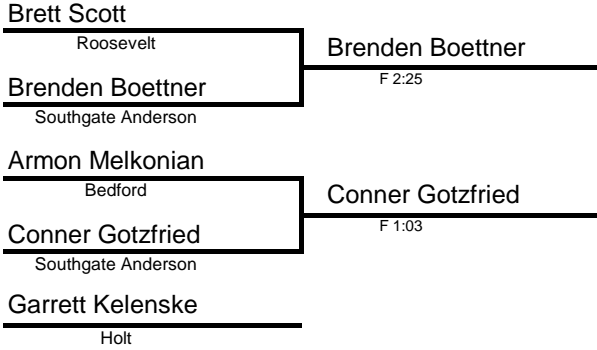 Brett Scott
Roosevelt
Brenden Boettner
F 2:25
Brenden Boettner
Southgate Anderson
Armon Melkonian
Bedford
Conner Gotzfried
F 1:03
Conner Gotzfried
Southgate Anderson
Garrett Kelenske
Holt